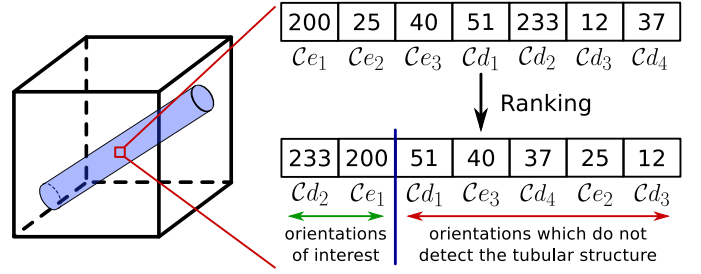 200 25 40 51 233 12 37
𝒞e₁ 𝒞e₂ 𝒞e₃ 𝒞d₁ 𝒞d₂ 𝒞d₃ 𝒞d₄
Ranking
233 200 51 40 37 25 12
𝒞d₂ 𝒞e₁ 𝒞d₁ 𝒞e₃ 𝒞d₄ 𝒞e₂ 𝒞d₃
orientations
of interest
orientations which do not
detect the tubular structure